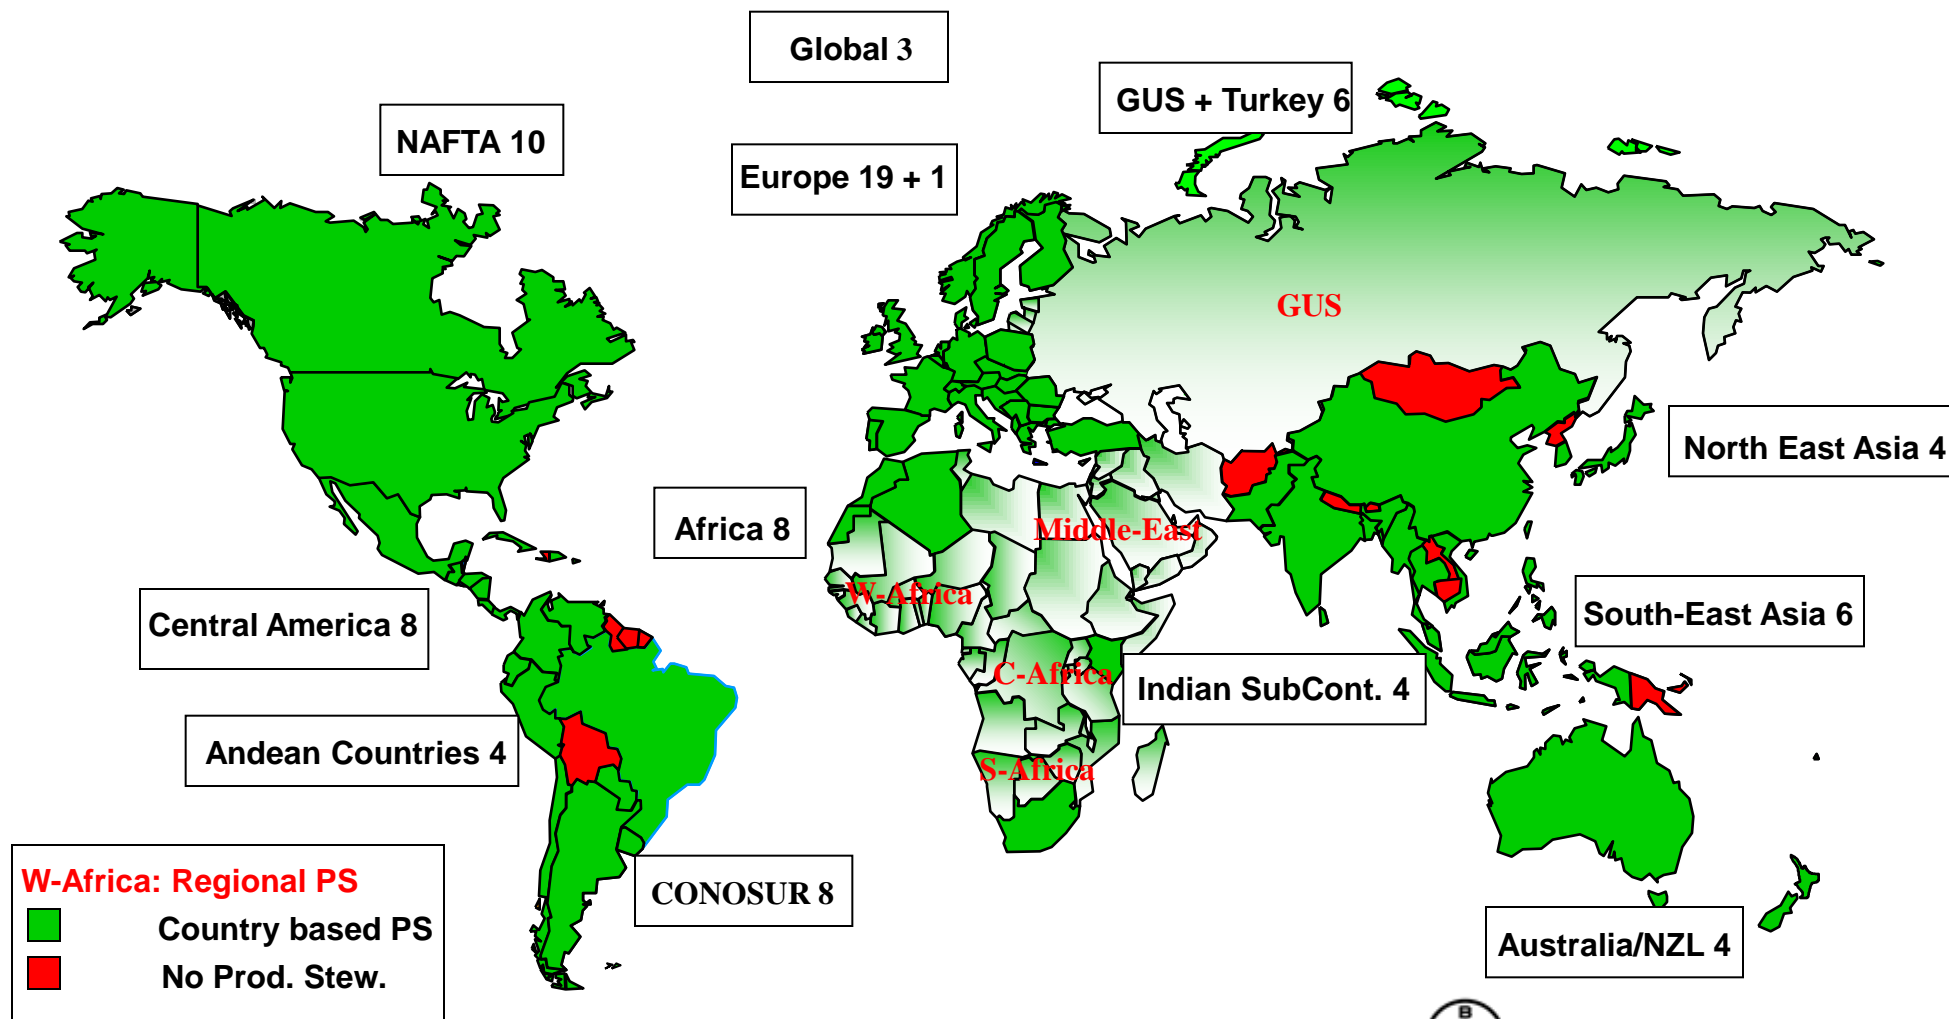 Global 3
GUS + Turkey 6
NAFTA 10
Europe 19 + 1
GUS
North East Asia 4
Africa 8
Middle-East
W-Africa
Central America 8
South-East Asia 6
C-Africa
Indian SubCont. 4
Andean Countries 4
S-Africa
W-Africa: Regional PS
CONOSUR 8
Country based PS
Australia/NZL 4
No Prod. Stew.
B